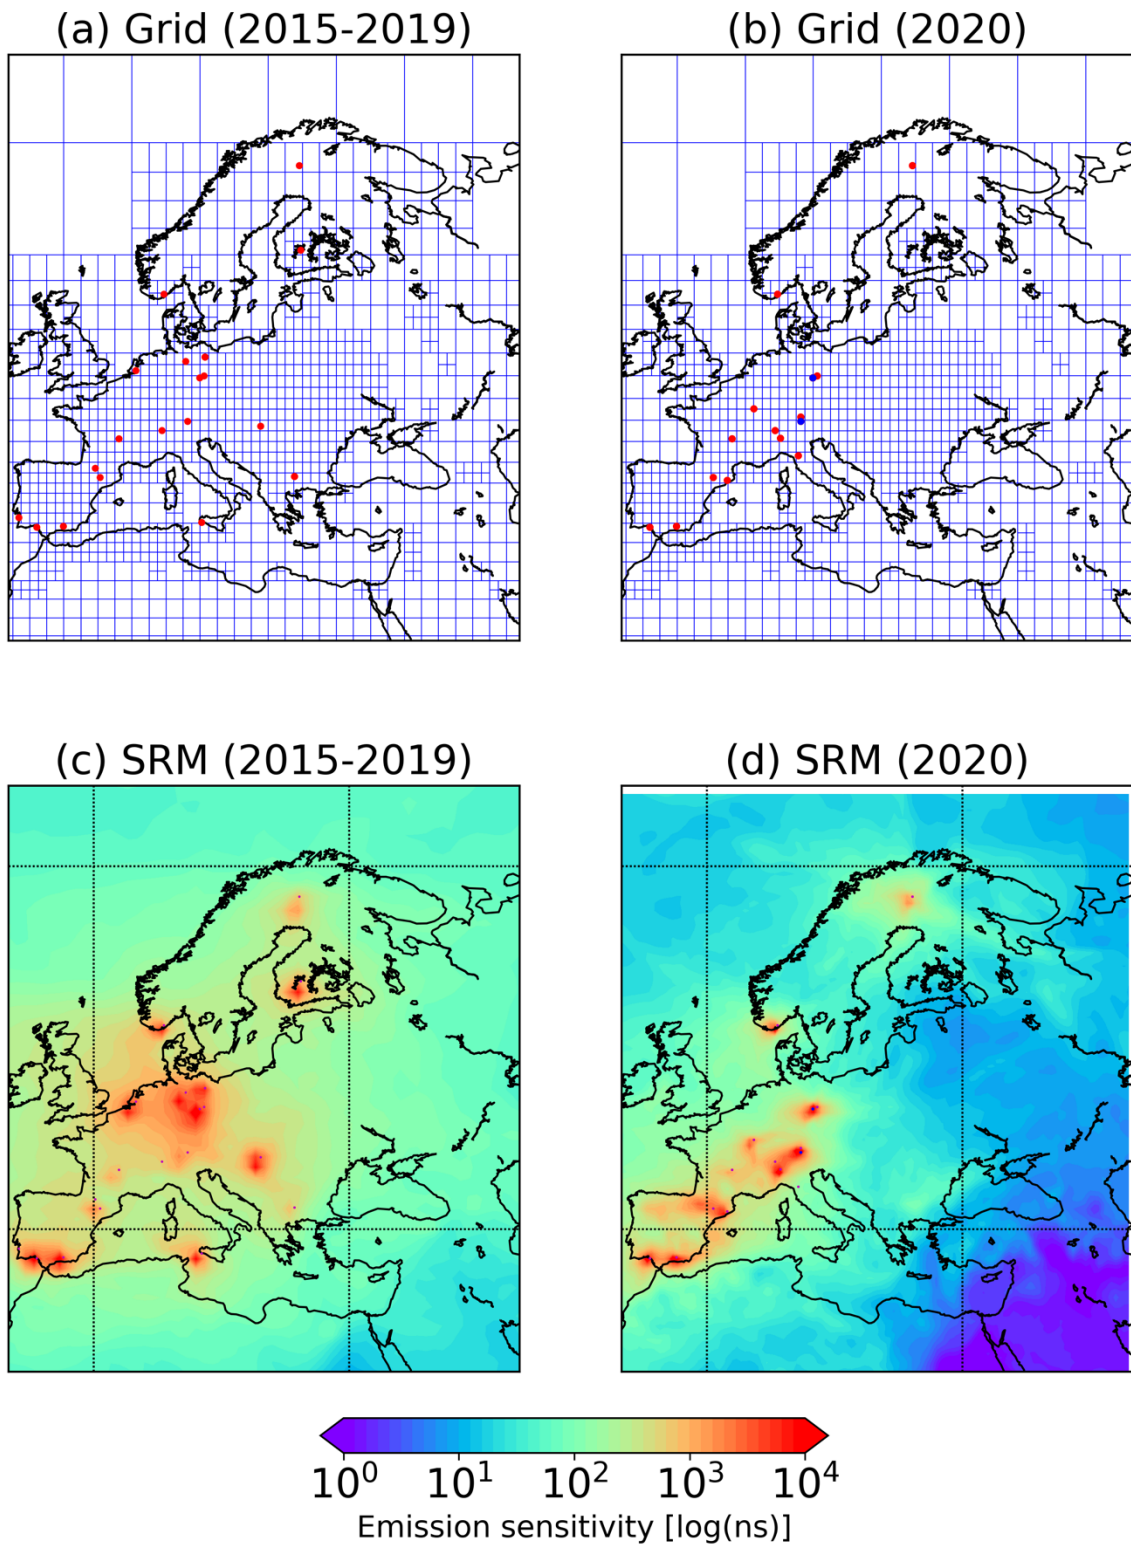 (a) Grid (2015-2019)
(b) Grid (2020)
(c) SRM (2015-2019)
(d) SRM (2020)
10⁰ 10¹ 10² 10³ 10⁴
Emission sensitivity [log(ns)]